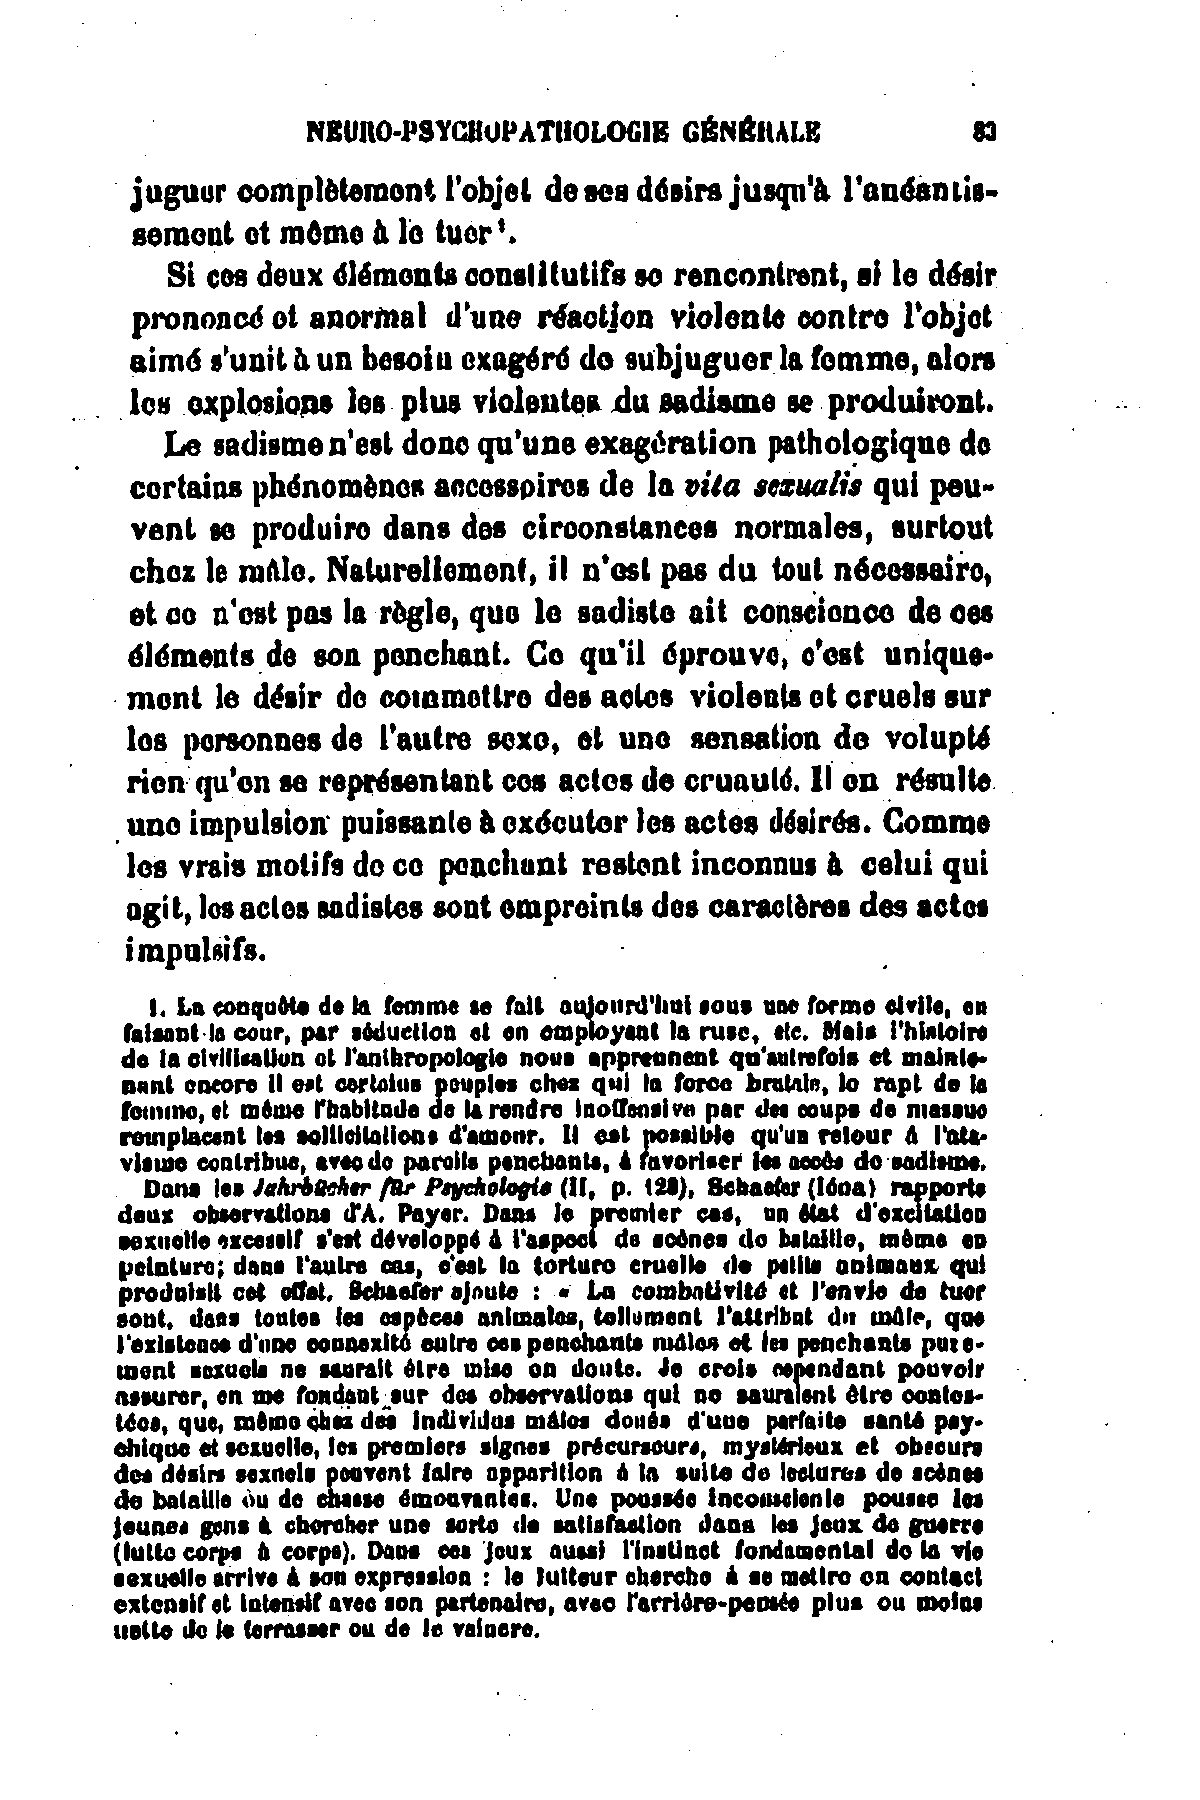 NEURO-PSYCHOPATHOLOGIE GÉNÉRALE 83
juguer complètement l'objet de ses désirs jusqu'à l'anéantis-
sement et même à le tuer¹.
Si ces deux éléments constitutifs se rencontrent, si le désir
prononcé et anormal d'une réaction violente contre l'objet
aimé s'unit à un besoin exagéré de subjuguer la femme, alors
les explosions les plus violentes du sadisme se produiront.
Le sadisme n'est donc qu'une exagération pathologique de
certains phénomènes accessoires de la vita sexualis qui peu-
vent se produire dans des circonstances normales, surtout
chez le mâle. Naturellement, il n'est pas du tout nécessaire,
et ce n'est pas la règle, que le sadiste ait conscience de ces
éléments de son penchant. Ce qu'il éprouve, c'est unique-
ment le désir de commettre des actes violents et cruels sur
les personnes de l'autre sexe, et une sensation de volupté
rien qu'en se représentant ces actes de cruauté. Il en résulte
une impulsion puissante à exécuter les actes désirés. Comme
les vrais motifs de ce penchant restent inconnus à celui qui
agit, les actes sadistes sont empreints des caractères des actes
impulsifs.
1. La conquête de la femme se fait aujourd'hui sous une forme civile, en
faisant la cour, par séduction et en employant la ruse, etc. Mais l'histoire
de la civilisation et l'anthropologie nous apprennent qu'autrefois et mainte-
nant encore il est certains peuples chez qui la force brutale, le rapt de la
femme, et même l'habitude de la rendre inoffensive par des coups de massue
remplacent les sollicitations d'amour. Il est possible qu'un retour à l'ata-
visme contribue, avec de pareils penchants, à favoriser les accès de sadisme.
Dans les Jahrbücher für Psychologie (II, p. 128), Schaefer (Iéna) rapporte
deux observations d'A. Payer. Dans le premier cas, un état d'excitation
sexuelle excessif s'est développé à l'aspect de scènes de bataille, même en
peinture; dans l'autre cas, c'est la torture cruelle de petits animaux qui
produisit cet effet. Schaefer ajoute : « La combativité et l'envie de tuer
sont, dans toutes les espèces animales, tellement l'attribut du mâle, que
l'existence d'une connexité entre ces penchants mâles et les penchants pure-
ment sexuels ne saurait être mise en doute. Je crois cependant pouvoir
assurer, en me fondant sur des observations qui ne sauraient être contes-
tées, que, même chez des individus mâles doués d'une parfaite santé psy-
chique et sexuelle, les premiers signes précurseurs, mystérieux et obscurs
des désirs sexuels peuvent faire apparition à la suite de lectures de scènes
de bataille ou de chasse émouvantes. Une poussée inconsciente pousse les
jeunes gens à chercher une sorte de satisfaction dans les jeux de guerre
(lutte corps à corps). Dans ces jeux aussi l'instinct fondamental de la vie
sexuelle arrive à son expression : le lutteur cherche à se mettre en contact
extensif et intensif avec son partenaire, avec l'arrière-pensée plus ou moins
nette de le terrasser ou de le vaincre.